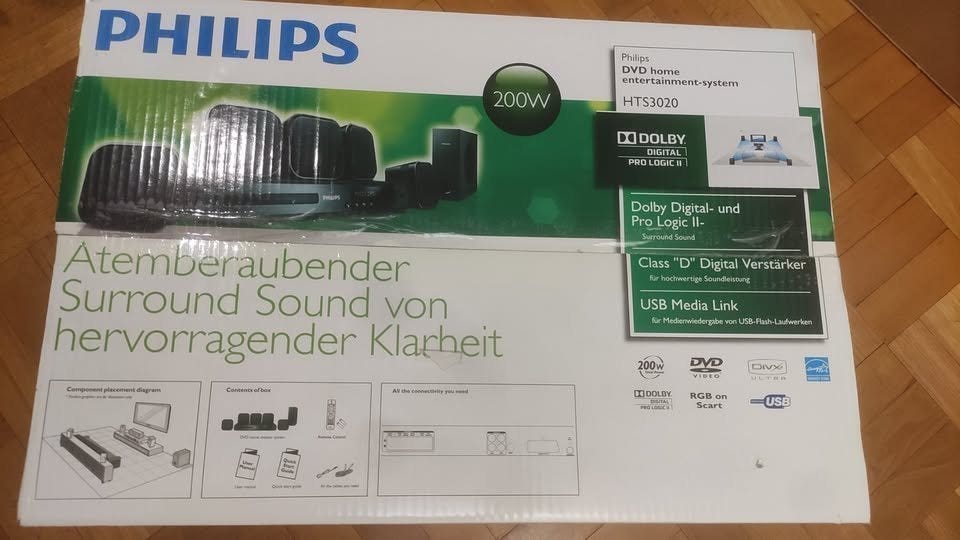 PHILIPS
200W
Philips
DVD home
entertainment-system
HTS3020
DOLBY
DIGITAL
PRO LOGIC II
PHILIPS
Dolby Digital- und
Pro Logic II-
Surround Sound
Class "D" Digital Verstärker
für hochwertige Soundleistung
USB Media Link
für Medienwiedergabe von USB-Flash-Laufwerken
Atemberaubender
Surround Sound von
hervorragender Klarheit
Component placement diagram
Contents of box
DVD home theater system
Remote Control
User Manual
Quick Start Guide
User manual
Quick start guide
All the cables you need
All the connectivity you need
200W
DVD
VIDEO
DIVX
ULTRA
DOLBY
DIGITAL
PRO LOGIC II
RGB on
Scart
USB